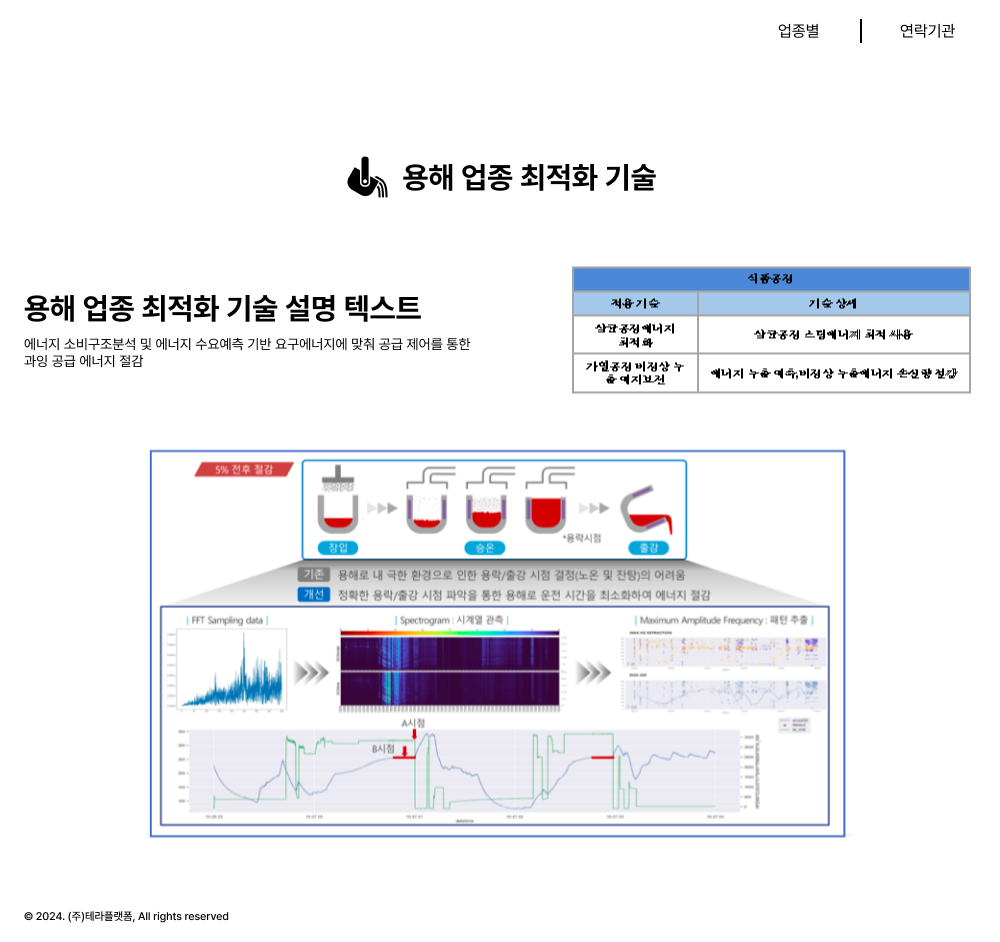 업종별
연락기관
용해 업종 최적화 기술
용해 업종 최적화 기술 설명 텍스트
에너지 소비구조분석 및 에너지 수요예측 기반 요구에너지에 맞춰 공급 제어를 통한
과잉 공급 에너지 절감
식품공정
적용 기술
기술 상세
살균공정 에너지
최적화
살균공정 스팀에너지 최적 사용
가열공정 비정상 누
출 예지보전
에너지 누출 예측,비정상 누출에너지 손실량 절감
5% 전후 절감
장입
승온
*용락시점
출강
기존
용해로 내 극한 환경으로 인한 용락/출강 시점 결정(노온 및 잔탕)의 어려움
개선
정확한 용락/출강 시점 파악을 통한 용해로 운전 시간을 최소화하여 에너지 절감
| FFT Sampling data |
| Spectrogram : 시계열 관측 |
| Maximum Amplitude Frequency : 패턴 추출 |
A시점
B시점
© 2024. (주)테라플랫폼, All rights reserved